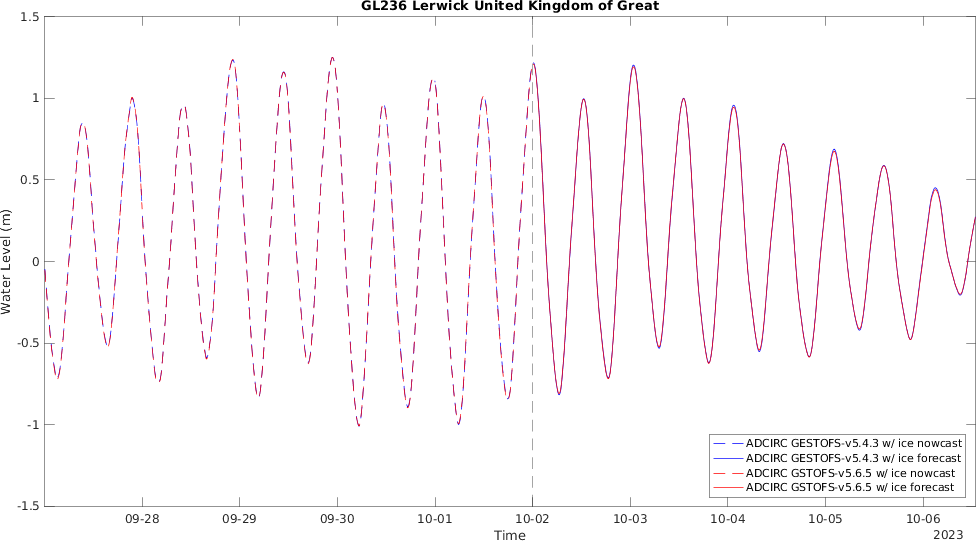 GL236 Lerwick United Kingdom of Great
1.5
1
0.5
0
-0.5
-1
-1.5
Water Level (m)
09-28
09-29
09-30
10-01
10-02
10-03
10-04
10-05
10-06
Time
2023
ADCIRC GESTOFS-v5.4.3 w/ ice nowcast
ADCIRC GESTOFS-v5.4.3 w/ ice forecast
ADCIRC GSTOFS-v5.6.5 w/ ice nowcast
ADCIRC GSTOFS-v5.6.5 w/ ice forecast